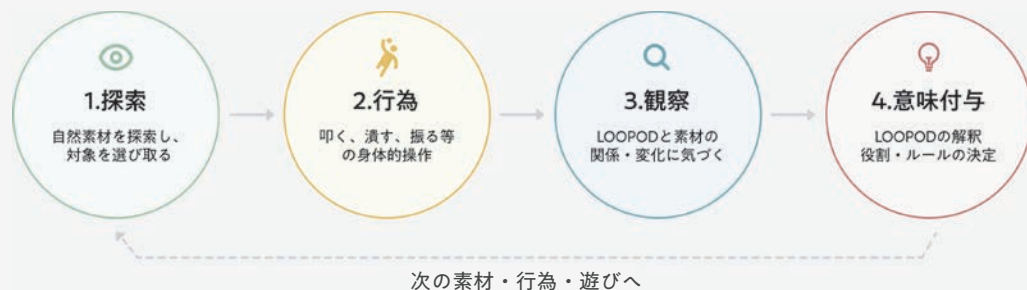 1.探索
自然素材を探索し、
対象を選び取る
2.行為
叩く、潰す、振る等
の身体的操作
3.観察
LOOPODと素材の
関係・変化に気づく
4.意味付与
LOOPODの解釈
役割・ルールの決定
次の素材・行為・遊びへ